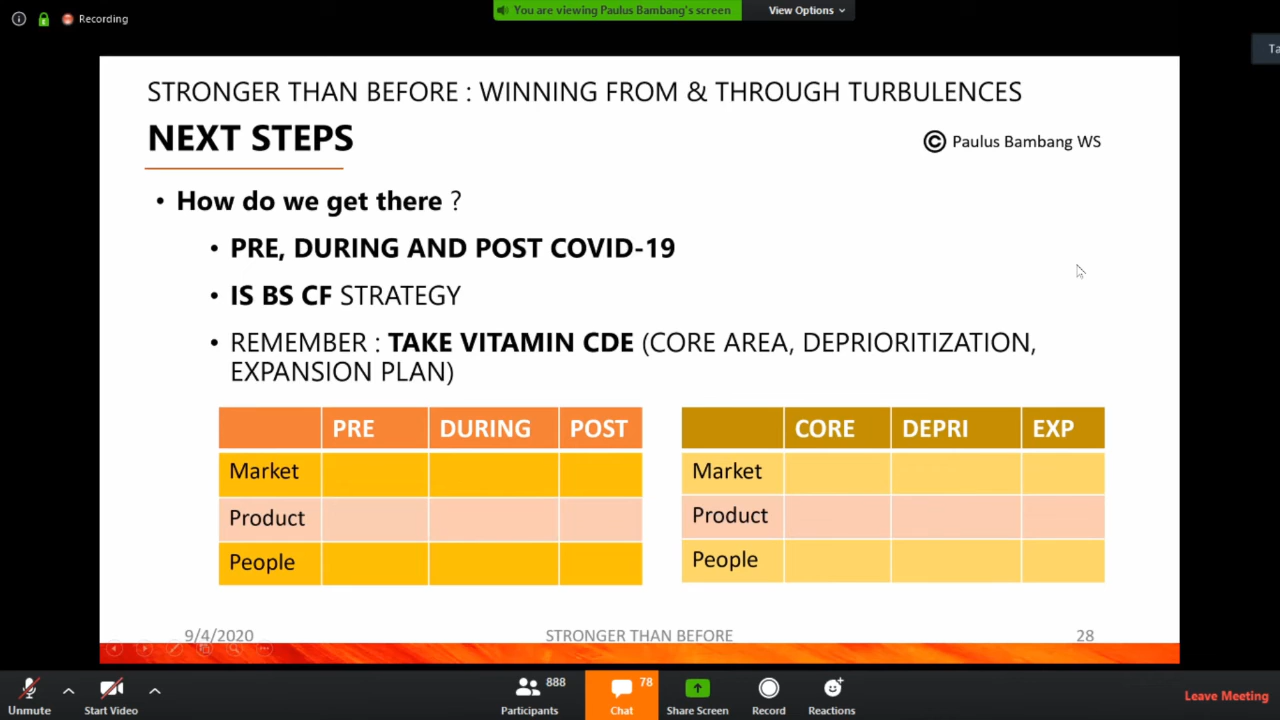 Recording
You are viewing Paulus Bambang's screen
View Options
Ta
STRONGER THAN BEFORE : WINNING FROM & THROUGH TURBULENCES
NEXT STEPS
© Paulus Bambang WS
• How do we get there ?
• PRE, DURING AND POST COVID-19
• IS BS CF STRATEGY
• REMEMBER : TAKE VITAMIN CDE (CORE AREA, DEPRIORITIZATION,
EXPANSION PLAN)
PRE DURING POST
Market
Product
People
CORE DEPRI EXP
Market
Product
People
9/4/2020
STRONGER THAN BEFORE
28
Unmute
Start Video
888
Participants
78
Chat
Share Screen
Record
Reactions
Leave Meeting